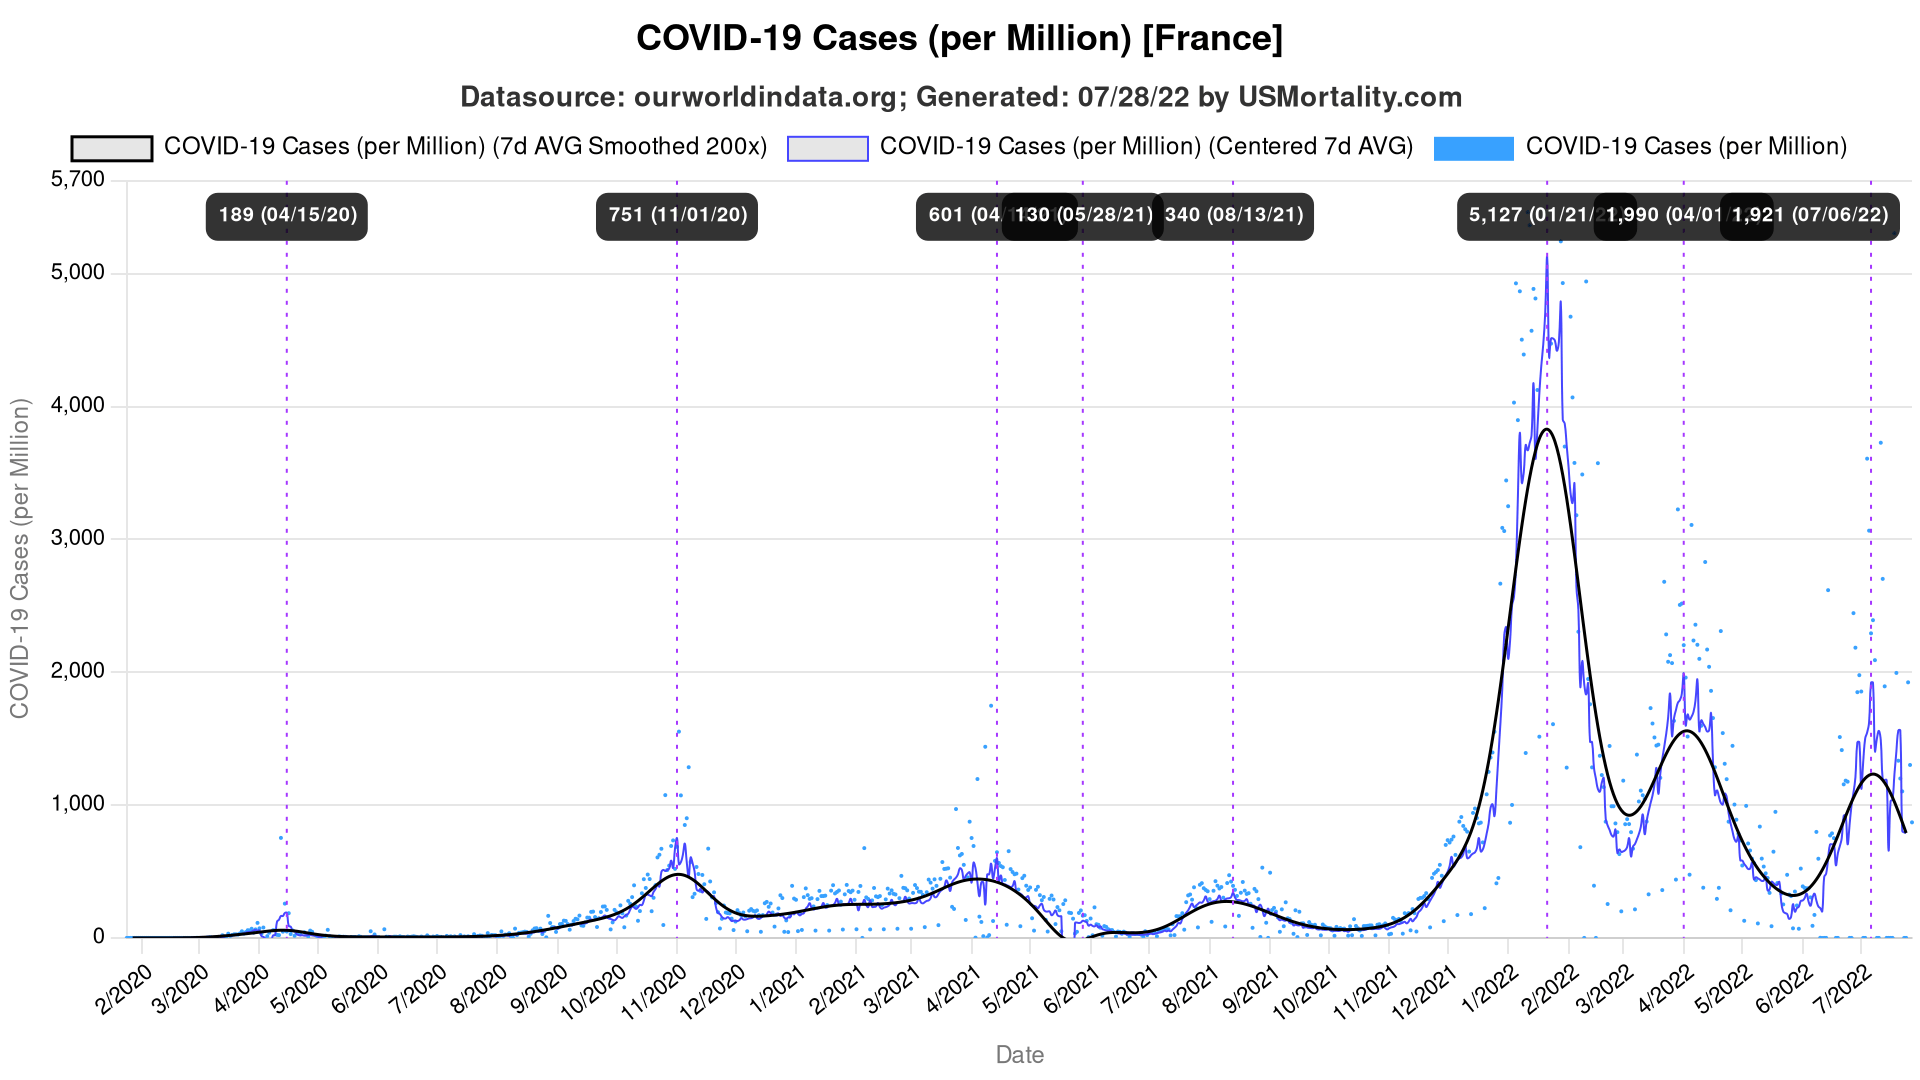 COVID-19 Cases (per Million) [France]
Datasource: ourworldindata.org; Generated: 07/28/22 by USMortality.com
COVID-19 Cases (per Million) (7d AVG Smoothed 200x) COVID-19 Cases (per Million) (Centered 7d AVG) COVID-19 Cases (per Million)
189 (04/15/20) 751 (11/01/20) 601 (04/ 130 (05/28/21) 340 (08/13/21) 5,127 (01/21/ 1,990 (04/01 1,921 (07/06/22)
5,700
5,000
4,000
3,000
2,000
1,000
0
COVID-19 Cases (per Million)
2/2020 3/2020 4/2020 5/2020 6/2020 7/2020 8/2020 9/2020 10/2020 11/2020 12/2020 1/2021 2/2021 3/2021 4/2021 5/2021 6/2021 7/2021 8/2021 9/2021 10/2021 11/2021 12/2021 1/2022 2/2022 3/2022 4/2022 5/2022 6/2022 7/2022
Date